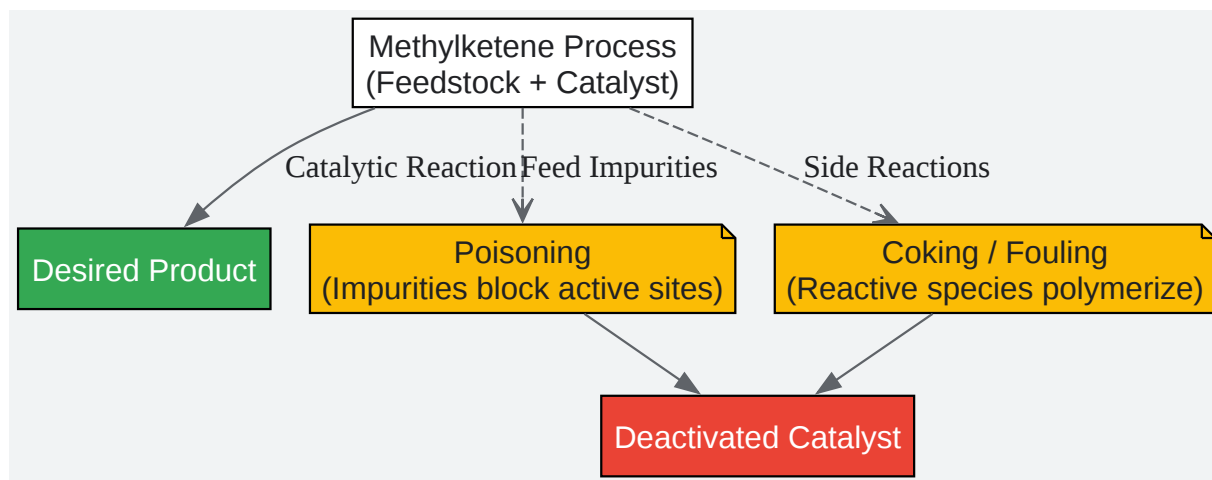 Methylketene Process
(Feedstock + Catalyst)
Catalytic Reaction
Feed Impurities
Side Reactions
Desired Product
Poisoning
(Impurities block active sites)
Coking / Fouling
(Reactive species polymerize)
Deactivated Catalyst